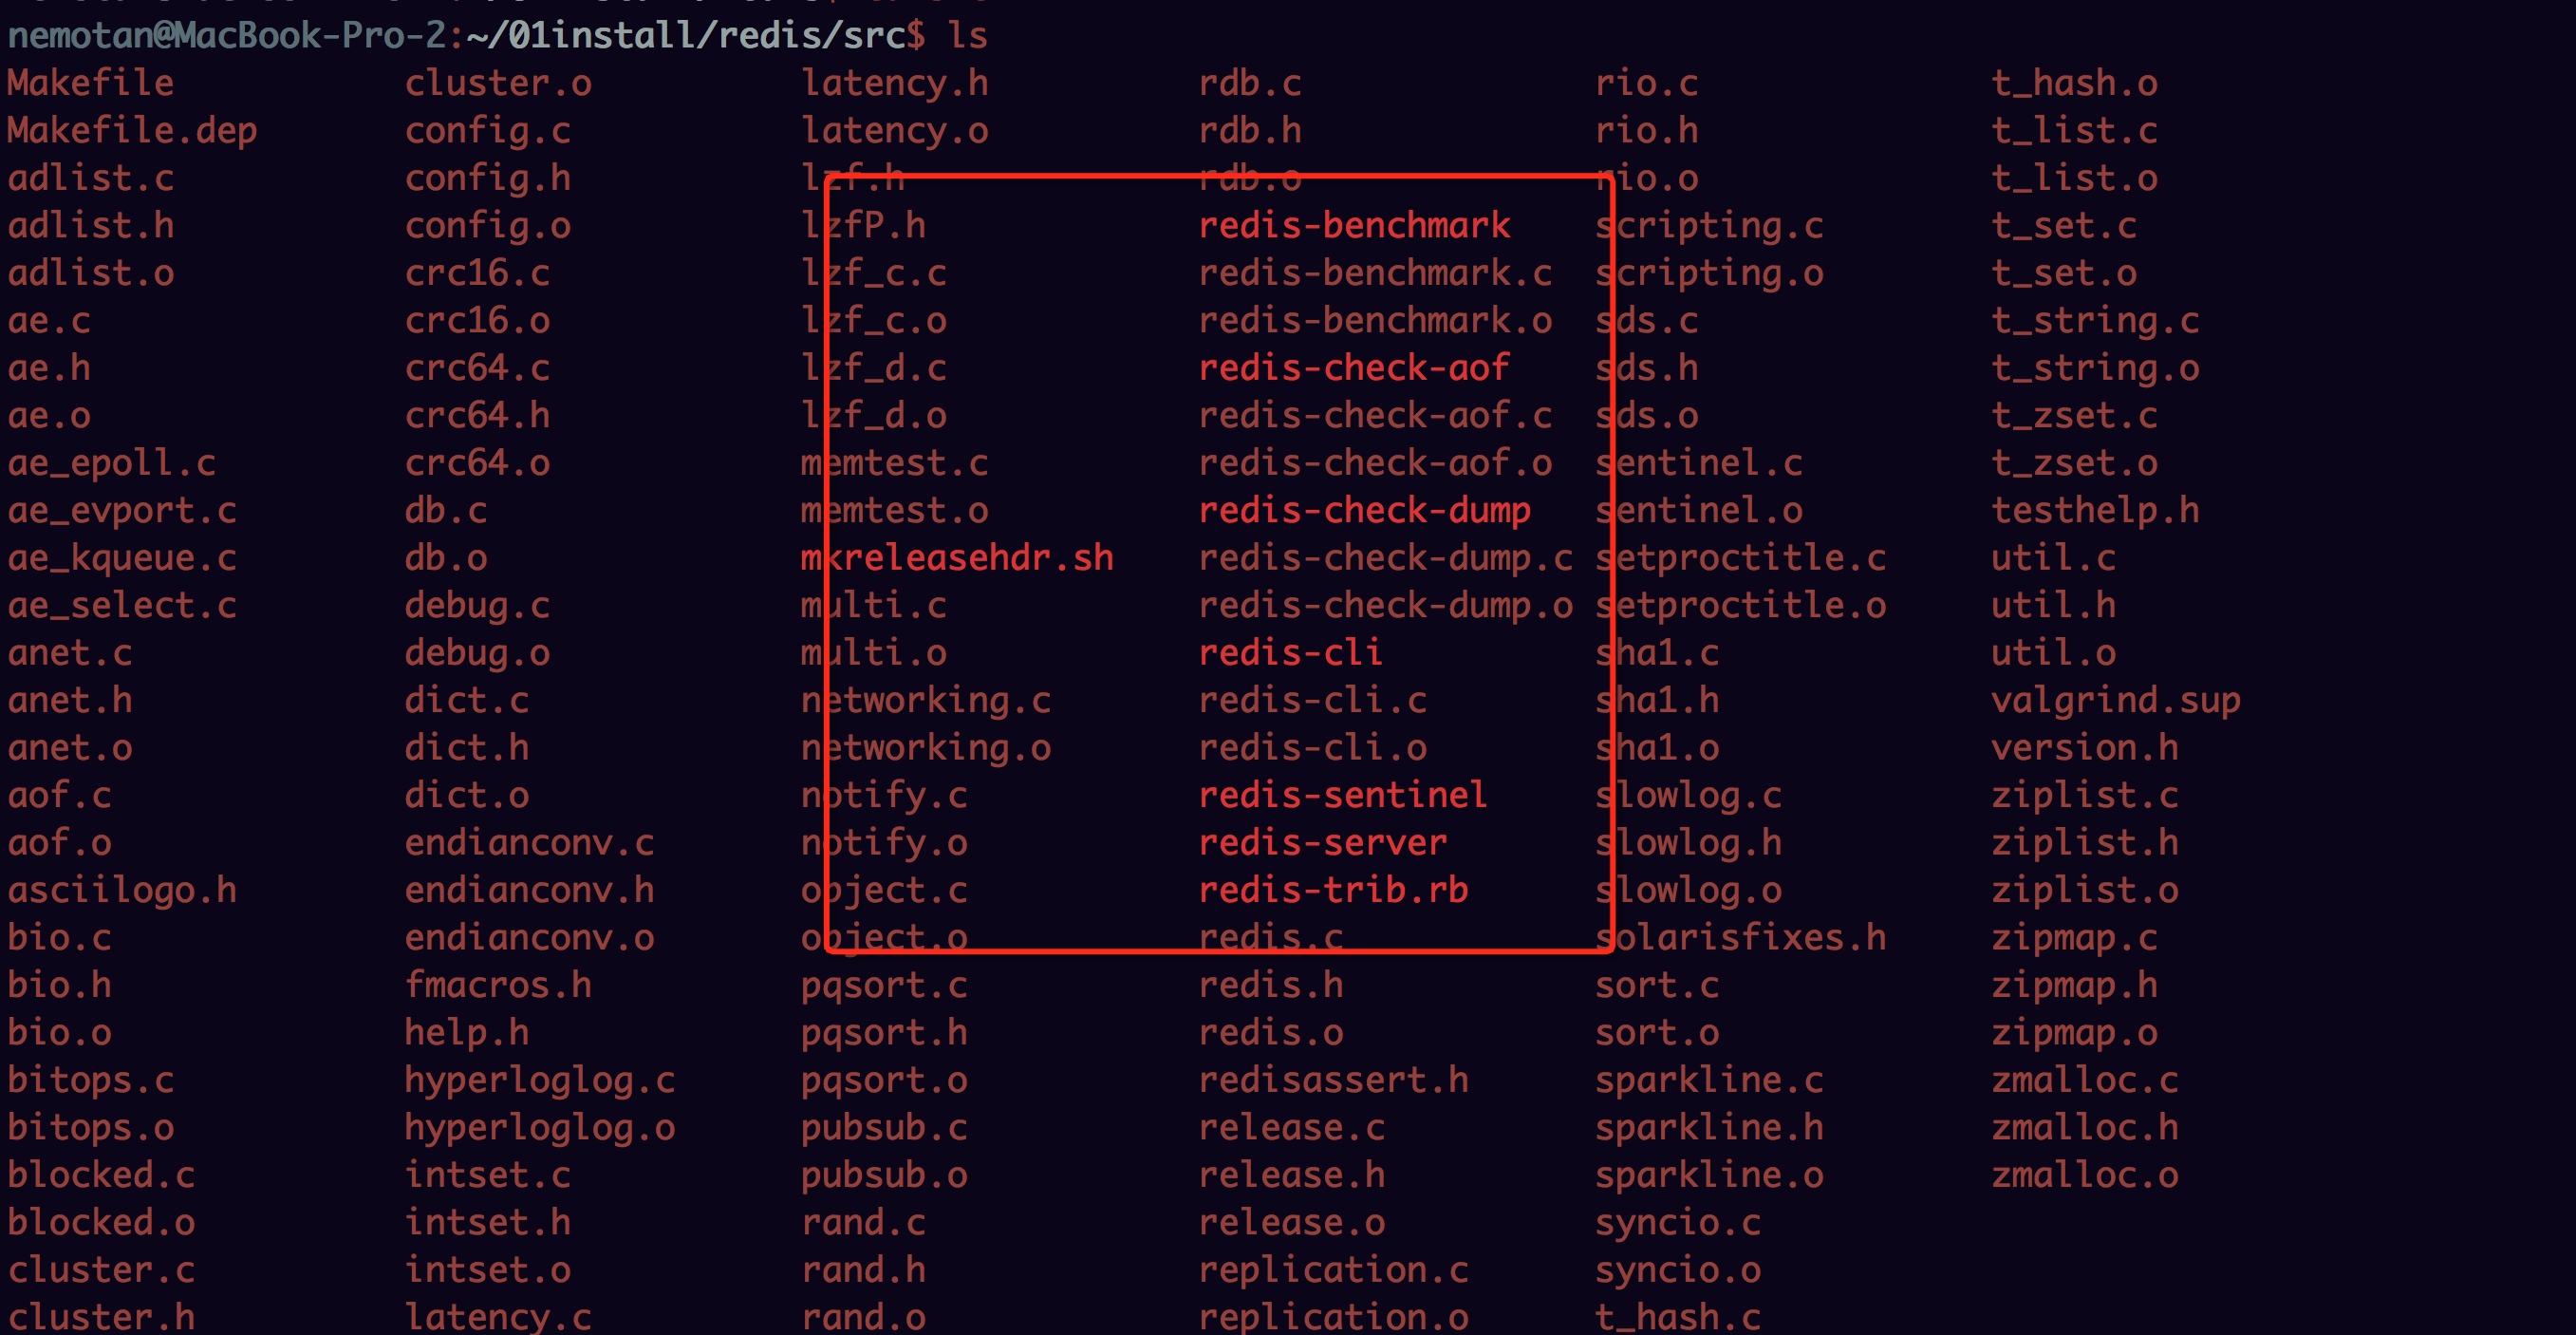 nemotan@MacBook-Pro-2:~/01install/redis/src$ ls
Makefile cluster.o latency.h rdb.c rio.c t_hash.o
Makefile.dep config.c latency.o rdb.h rio.h t_list.c
adlist.c config.h lzf.h rdb.o rio.o t_list.o
adlist.h config.o lzfP.h redis-benchmark scripting.c t_set.c
adlist.o crc16.c lzf_c.c redis-benchmark.c scripting.o t_set.o
ae.c crc16.o lzf_c.o redis-benchmark.o sds.c t_string.c
ae.h crc64.c lzf_d.c redis-check-aof sds.h t_string.o
ae.o crc64.h lzf_d.o redis-check-aof.c sds.o t_zset.c
ae_epoll.c crc64.o memtest.c redis-check-aof.o sentinel.c t_zset.o
ae_evport.c db.c memtest.o redis-check-dump sentinel.o testhelp.h
ae_kqueue.c db.o mkreleasehdr.sh redis-check-dump.c setproctitle.c util.c
ae_select.c debug.c multi.c redis-check-dump.o setproctitle.o util.h
anet.c debug.o multi.o redis-cli sha1.c util.o
anet.h dict.c networking.c redis-cli.c sha1.h valgrind.sup
anet.o dict.h networking.o redis-cli.o sha1.o version.h
aof.c dict.o notify.c redis-sentinel slowlog.c ziplist.c
aof.o endianconv.c notify.o redis-server slowlog.h ziplist.h
asciilogo.h endianconv.h object.c redis-trib.rb slowlog.o ziplist.o
bio.c endianconv.o object.o redis.c solarisfixes.h zipmap.c
bio.h fmacros.h pqsort.c redis.h sort.c zipmap.h
bio.o help.h pqsort.h redis.o sort.o zipmap.o
bitops.c hyperloglog.c pqsort.o redisassert.h sparkline.c zmalloc.c
bitops.o hyperloglog.o pubsub.c release.c sparkline.h zmalloc.h
blocked.c intset.c pubsub.o release.h sparkline.o zmalloc.o
blocked.o intset.h rand.c release.o syncio.c
cluster.c intset.o rand.h replication.c syncio.o
cluster.h latency.c rand.o replication.o t_hash.c